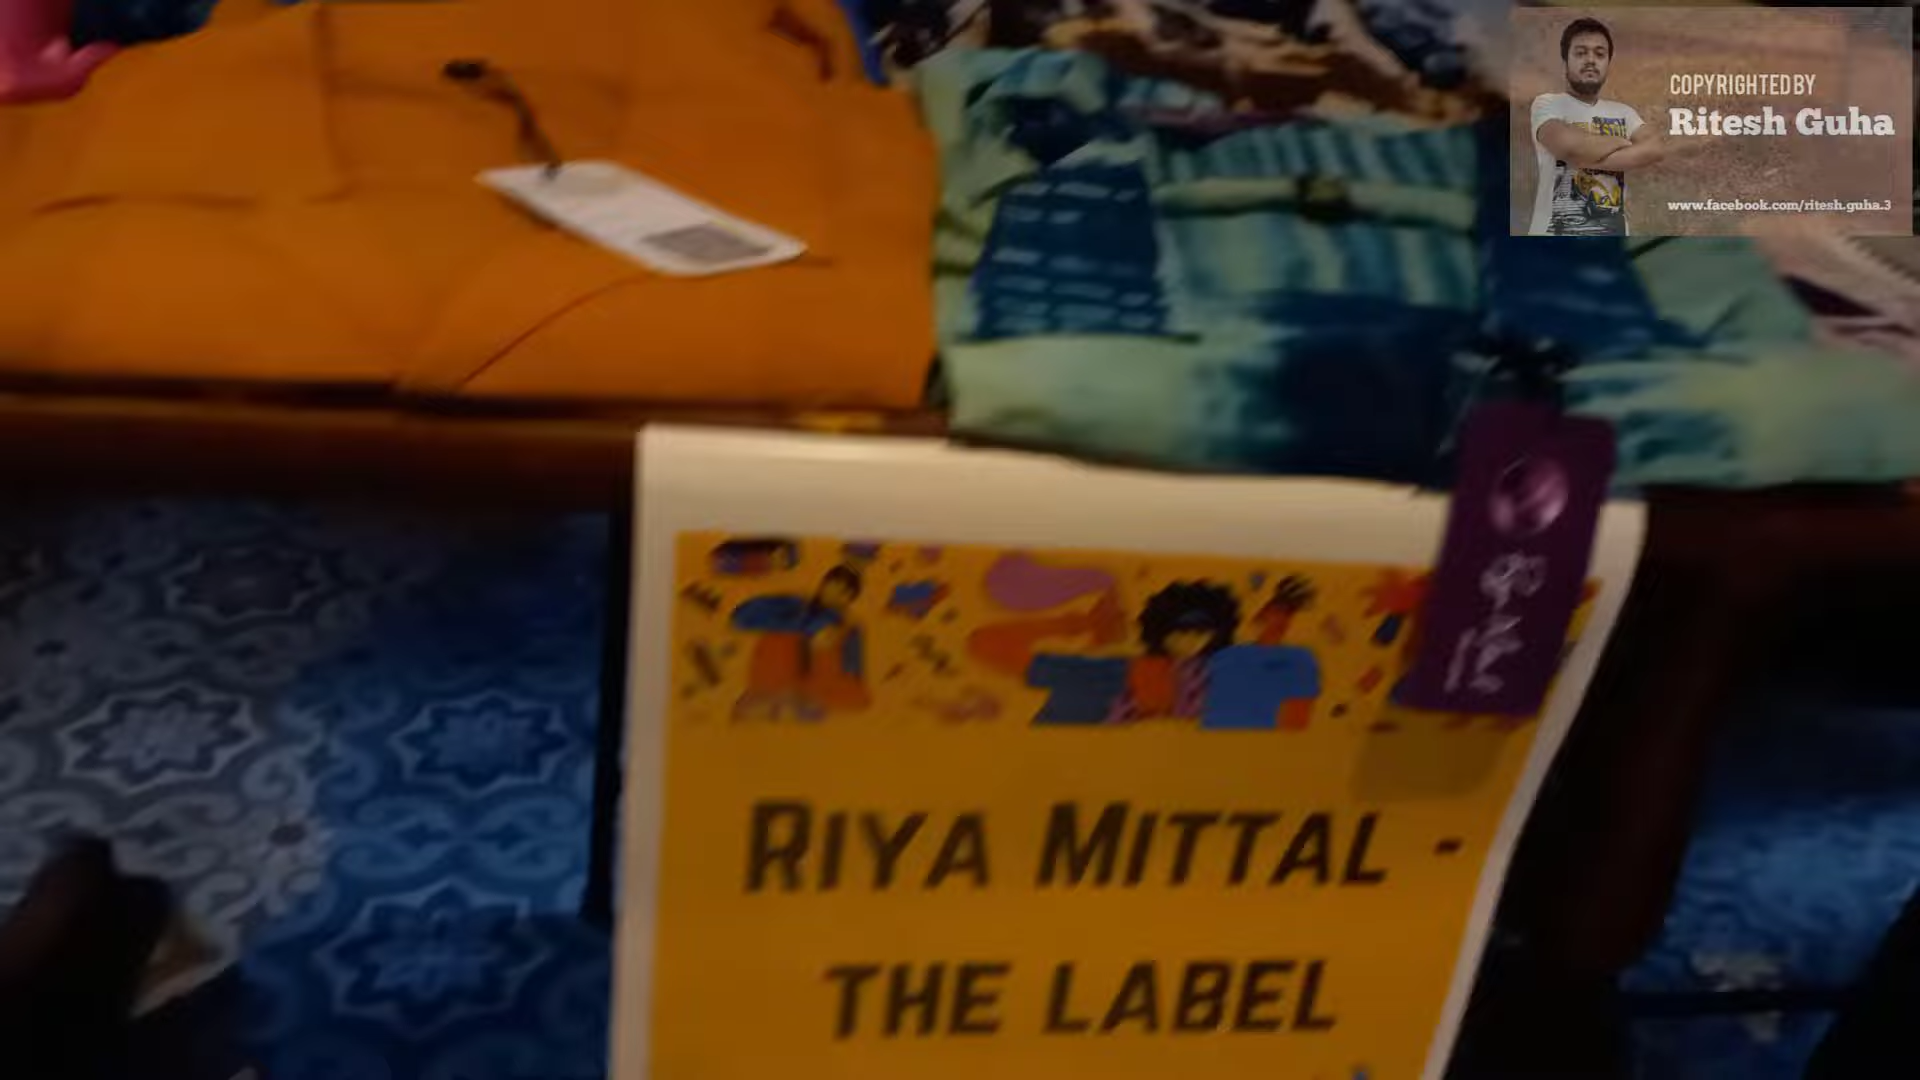 COPYRIGHTED BY
Ritesh Guha
www.facebook.com/ritesh.guha.3
RIYA MITTAL -
THE LABEL